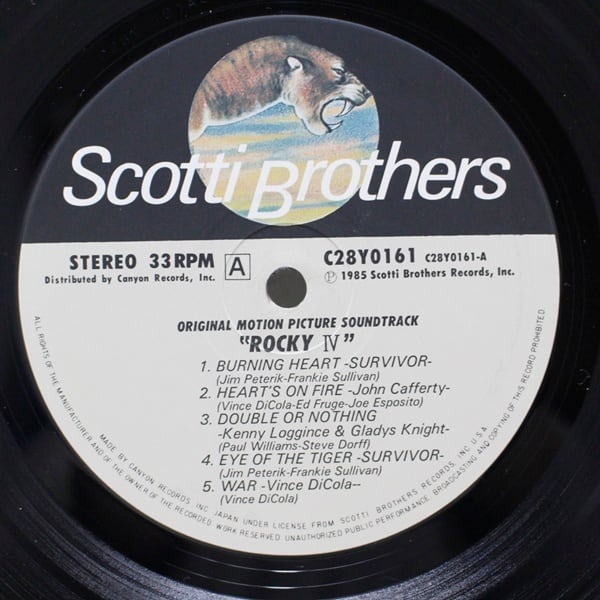 Scotti Brothers
STEREO 33RPM
Distributed by Canyon Records, Inc.
A
C28Y0161 C28Y0161-A
Ⓟ 1985 Scotti Brothers Records, Inc.
ORIGINAL MOTION PICTURE SOUNDTRACK
"ROCKY Ⅳ"
1. BURNING HEART -SURVIVOR-
(Jim Peterik-Frankie Sullivan)
2. HEART'S ON FIRE -John Cafferty-
(Vince DiCola-Ed Fruge-Joe Esposito)
3. DOUBLE OR NOTHING
-Kenny Loggince & Gladys Knight-
(Paul Williams-Steve Dorff)
4. EYE OF THE TIGER -SURVIVOR-
(Jim Peterik-Frankie Sullivan)
5. WAR -Vince DiCola--
(Vince DiCola)
MADE BY CANYON RECORDS, INC. JAPAN UNDER LICENSE FROM SCOTTI BROTHERS RECORDS, INC. U.S.A.
ALL RIGHTS OF THE MANUFACTURER AND OF THE OWNER OF THE RECORDED WORK RESERVED. UNAUTHORIZED PUBLIC PERFORMANCE, BROADCASTING AND COPYING OF THIS RECORD PROHIBITED